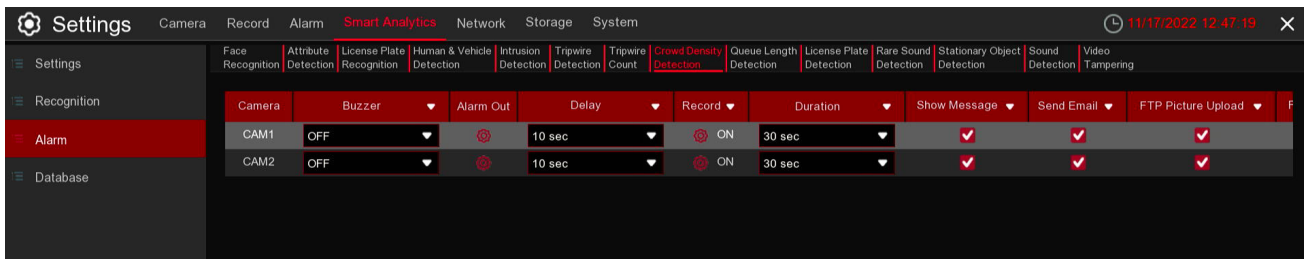 Settings Camera Record Alarm Smart Analytics Network Storage System 11/17/2022 12:47:19
Face Attribute License Plate Human & Vehicle Intrusion Tripwire Tripwire Crowd Density Queue Length License Plate Rare Sound Stationary Object Sound Video
Recognition Detection Recognition Detection Detection Detection Count Detection Detection Detection Detection Detection Detection Tampering
Settings
Recognition
Alarm
Database
Camera Buzzer Alarm Out Delay Record Duration Show Message Send Email FTP Picture Upload F
CAM1 OFF 10 sec ON 30 sec
CAM2 OFF 10 sec ON 30 sec